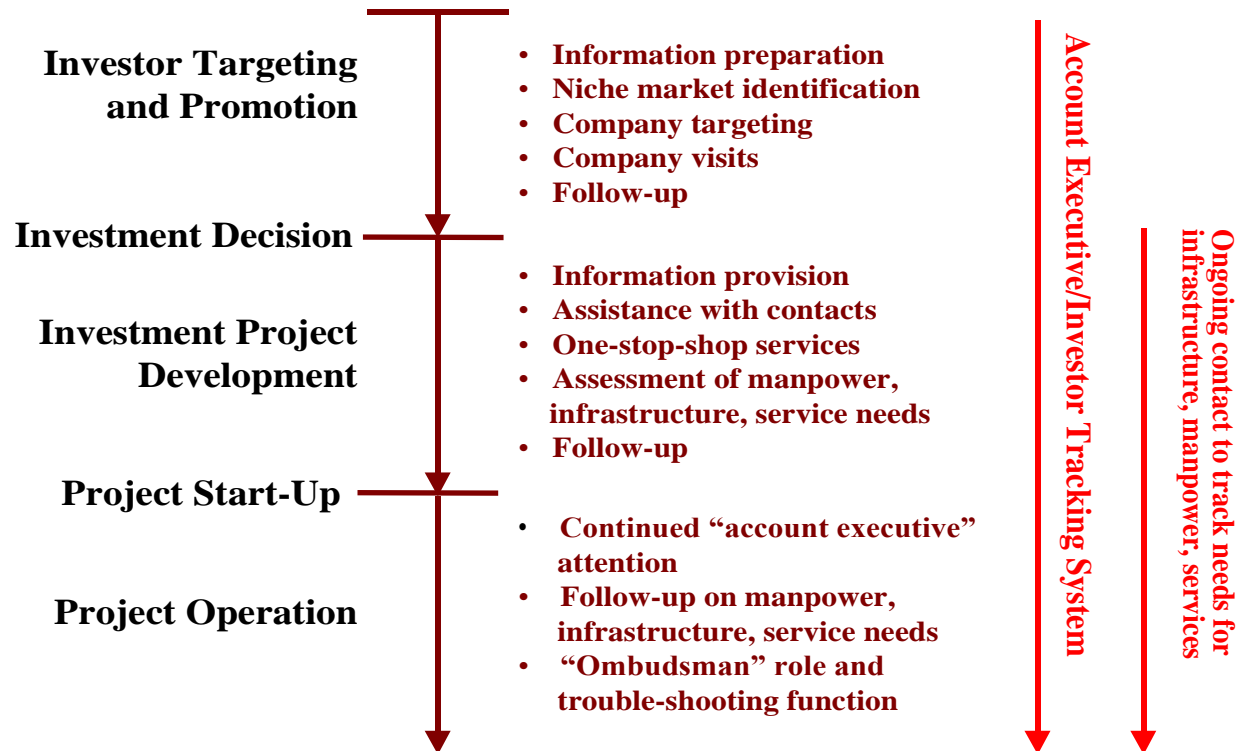 Investor Targeting
and Promotion
• Information preparation
• Niche market identification
• Company targeting
• Company visits
• Follow-up
Investment Decision
Investment Project
Development
• Information provision
• Assistance with contacts
• One-stop-shop services
• Assessment of manpower,
infrastructure, service needs
• Follow-up
Project Start-Up
Project Operation
• Continued “account executive”
attention
• Follow-up on manpower,
infrastructure, service needs
• “Ombudsman” role and
trouble-shooting function
Account Executive/Investor Tracking System
Ongoing contact to track needs for
infrastructure, manpower, services